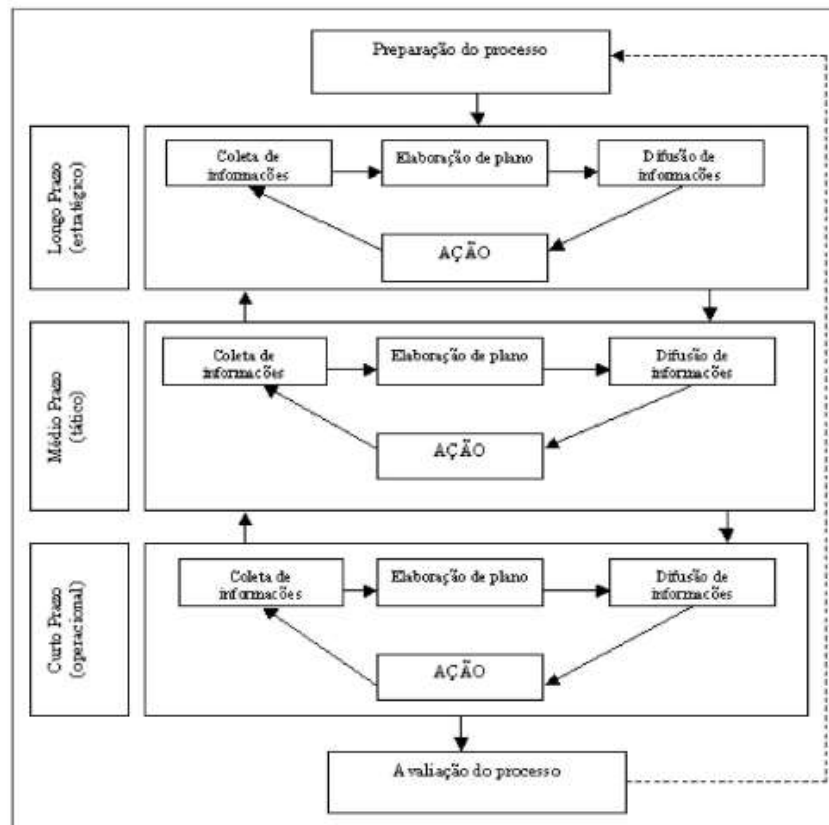 Preparação do processo
Longo Prazo
(estratégico)
Coleta de
informações
Elaboração de plano
Difusão de
informações
AÇÃO
Médio Prazo
(tático)
Coleta de
informações
Elaboração de plano
Difusão de
informações
AÇÃO
Curto Prazo
(operacional)
Coleta de
informações
Elaboração de plano
Difusão de
informações
AÇÃO
Avaliação do processo